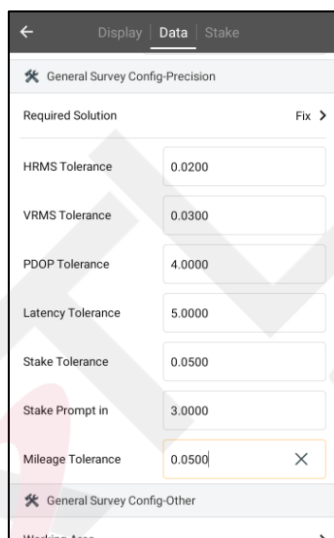 Display | Data | Stake
General Survey Config-Precision
Required Solution Fix
HRMS Tolerance 0.0200
VRMS Tolerance 0.0300
PDOP Tolerance 4.0000
Latency Tolerance 5.0000
Stake Tolerance 0.0500
Stake Prompt in 3.0000
Mileage Tolerance 0.0500
General Survey Config-Other
Working Area